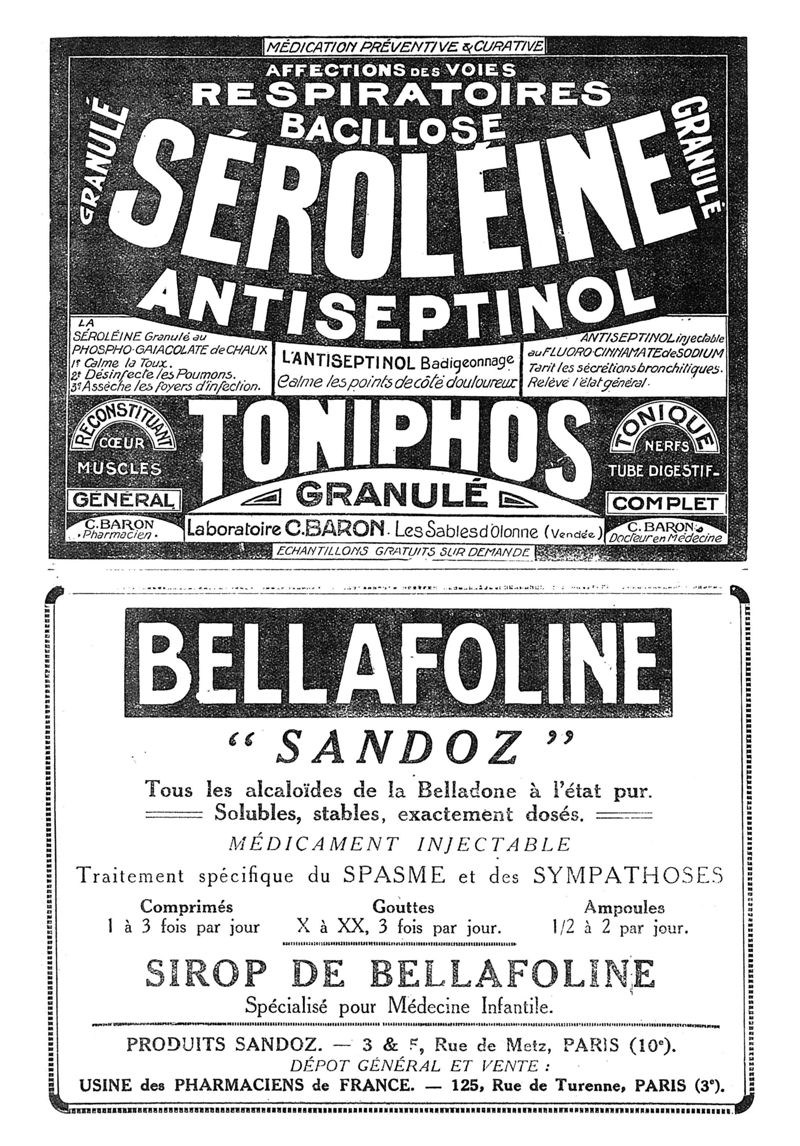 MÉDICATION PRÉVENTIVE & CURATIVE
AFFECTIONS DES VOIES
RESPIRATOIRES
BACILLOSE
GRANULÉ
GRANULÉ
SÉROLÉINE
ANTISEPTINOL
LA
SÉROLÉINE Granulé au
PHOSPHO-GAIACOLATE de CHAUX
1º Calme la Toux.
2º Désinfecte les Poumons.
3º Assèche les foyers d'infection.
L'ANTISEPTINOL Badigeonnage
Calme les points de côté douloureux
ANTISEPTINOL injectable
au FLUORO-CINNAMATE de SODIUM
Tarit les sécrétions bronchitiques.
Relève l'état général.
RECONSTITUANT
CŒUR
MUSCLES
GÉNÉRAL
TONIPHOS
GRANULÉ
TONIQUE
NERFS
TUBE DIGESTIF-
COMPLET
C. BARON
Pharmacien.
Laboratoire C. BARON. Les Sables d'Olonne (Vendée)
C. BARON
Docteur en Médecine
ECHANTILLONS GRATUITS SUR DEMANDE
BELLAFOLINE
“ SANDOZ ”
Tous les alcaloïdes de la Belladone à l'état pur.
Solubles, stables, exactement dosés.
MÉDICAMENT INJECTABLE
Traitement spécifique du SPASME et des SYMPATHOSES
Comprimés
1 à 3 fois par jour
Gouttes
X à XX, 3 fois par jour.
Ampoules
1/2 à 2 par jour.
SIROP DE BELLAFOLINE
Spécialisé pour Médecine Infantile.
PRODUITS SANDOZ. — 3 & 5, Rue de Metz, PARIS (10e).
DÉPOT GÉNÉRAL ET VENTE :
USINE des PHARMACIENS de FRANCE. — 125, Rue de Turenne, PARIS (3e).